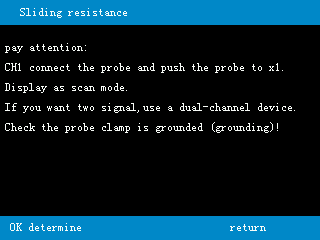 Sliding resistance
pay attention:
CH1 connect the probe and push the probe to x1.
Display as scan mode.
If you want two signal,use a dual-channel device.
Check the probe clamp is grounded (grounding)!
OK determine return